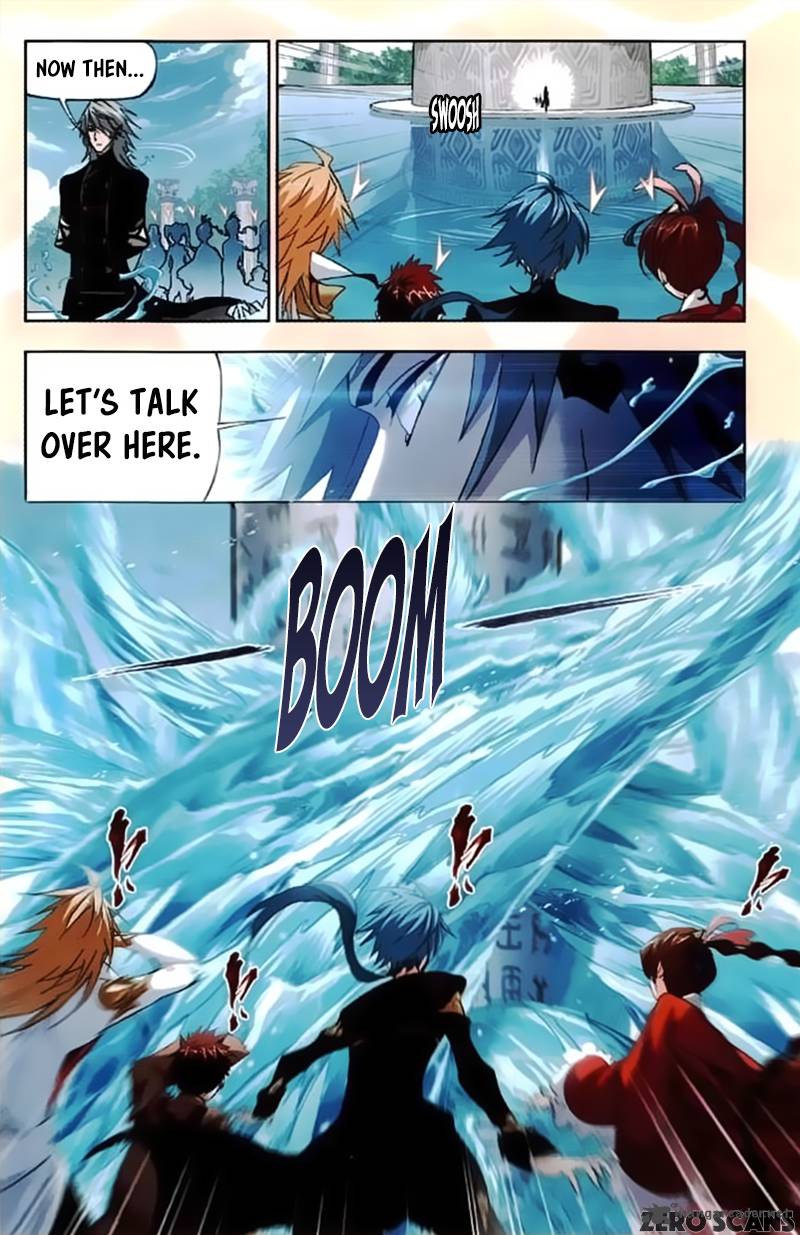 NOW THEN...
SWOOSH
LET'S TALK
OVER HERE.
BOOM
ZERO SCANS